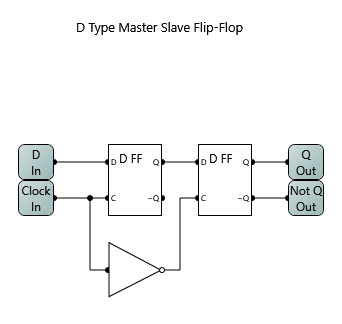 D Type Master Slave Flip-Flop
D
In
D D FF Q
D D FF Q
Q
Out
Clock
In
C ~Q
C ~Q
Not Q
Out